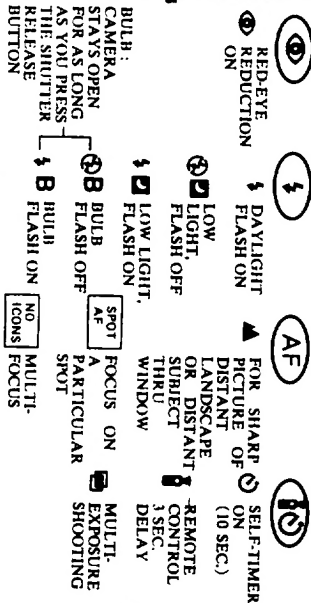 RED-EYE
REDUCTION
ON
DAYLIGHT
FLASH ON
LOW
LIGHT,
FLASH OFF
LOW LIGHT,
FLASH ON
BULB :
CAMERA
STAYS OPEN
FOR AS LONG
AS YOU PRESS
THE SHUTTER
RELEASE
BUTTON
B BULB
FLASH OFF
B BULB
FLASH ON
AF
FOR SHARP
PICTURE OF
DISTANT
LANDSCAPE
OR DISTANT
SUBJECT
THRU
WINDOW
SPOT
AF
FOCUS ON
A
PARTICULAR
SPOT
NO
ICONS
MULTI-
FOCUS
SELF-TIMER
ON
(10 SEC.)
REMOTE
CONTROL
3 SEC.
DELAY
MULTI-
EXPOSURE
SHOOTING